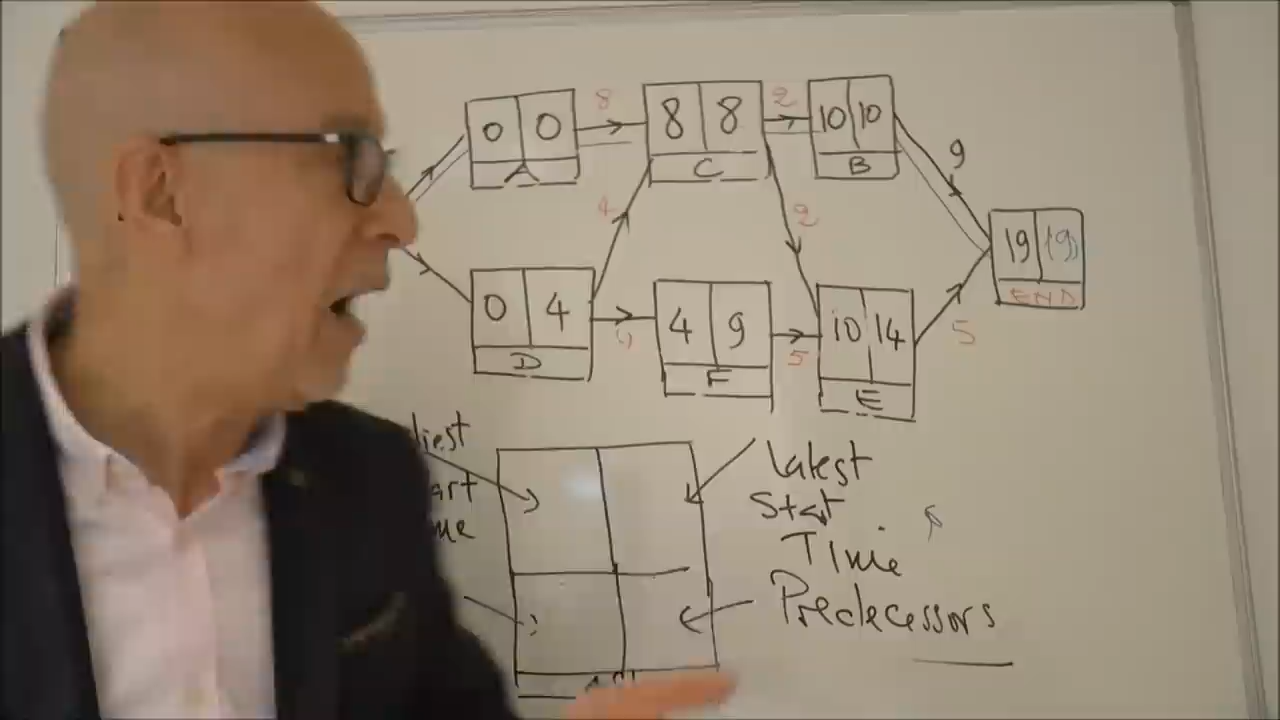 0 0
A
8
8 8
C
2
10 10
B
9
4
2
19 19
END
0 4
D
4 9
F
5
10 14
E
5
liest
art
me
Latest
Start
Time
Predecessors